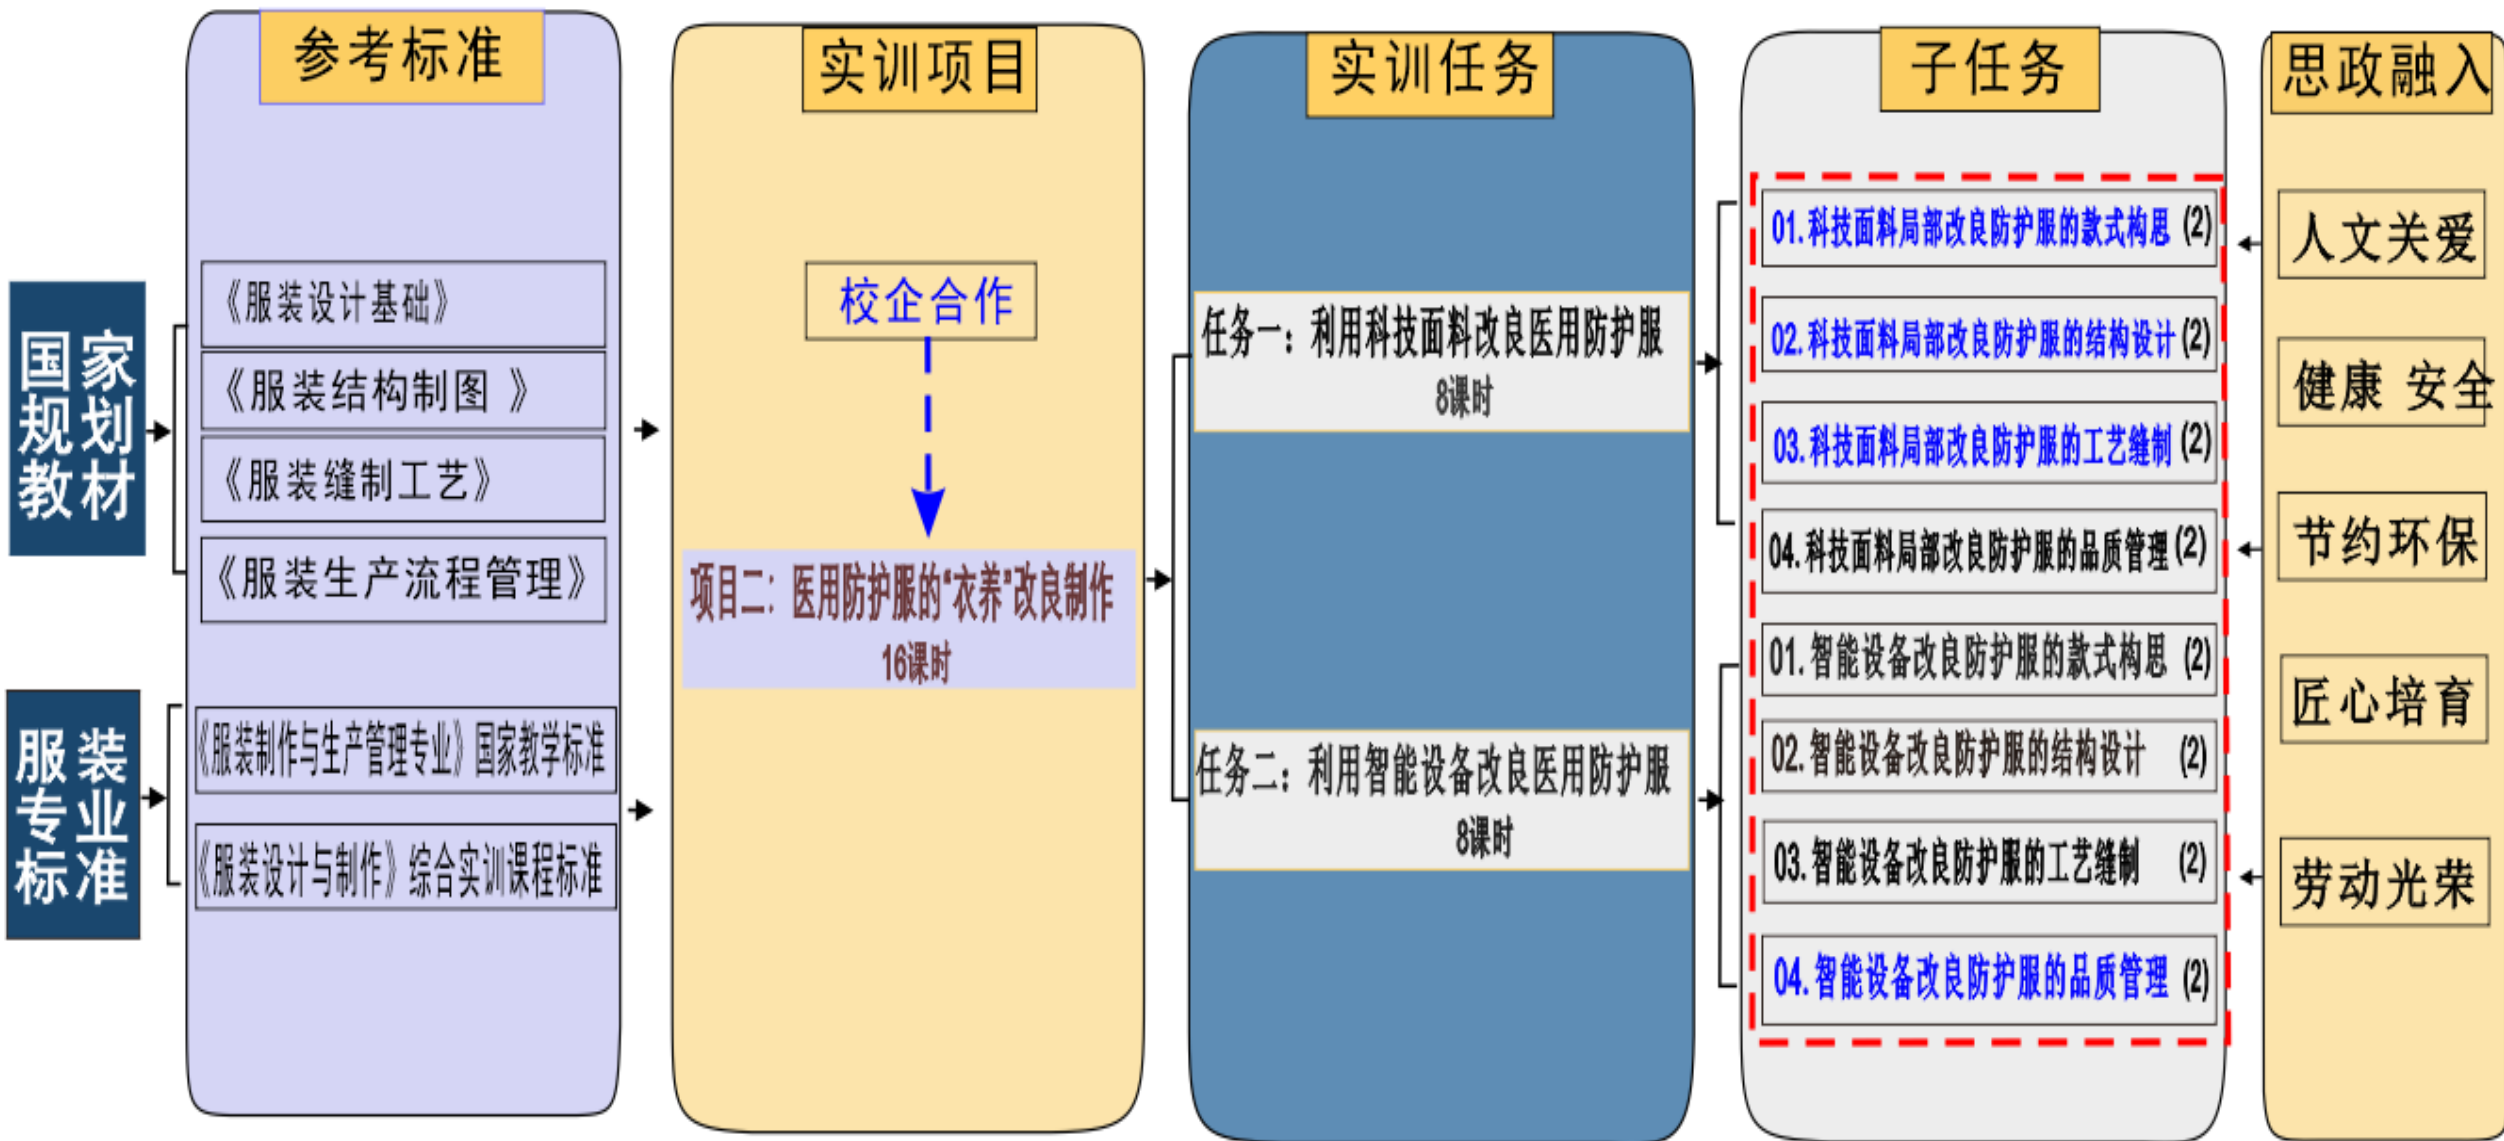 参考标准
国家
规划
教材
《服装设计基础》
《服装结构制图 》
《服装缝制工艺》
《服装生产流程管理》
服装
专业
标准
《服装制作与生产管理专业》国家教学标准
《服装设计与制作》综合实训课程标准
实训项目
校企合作
项目二：医用防护服的“衣养”改良制作
16课时
实训任务
任务一：利用科技面料改良医用防护服
8课时
任务二：利用智能设备改良医用防护服
8课时
子任务
01.科技面料局部改良防护服的款式构思 (2)
02.科技面料局部改良防护服的结构设计 (2)
03.科技面料局部改良防护服的工艺缝制 (2)
04.科技面料局部改良防护服的品质管理 (2)
01.智能设备改良防护服的款式构思 (2)
02.智能设备改良防护服的结构设计 (2)
03.智能设备改良防护服的工艺缝制 (2)
04.智能设备改良防护服的品质管理 (2)
思政融入
人文关爱
健康 安全
节约环保
匠心培育
劳动光荣